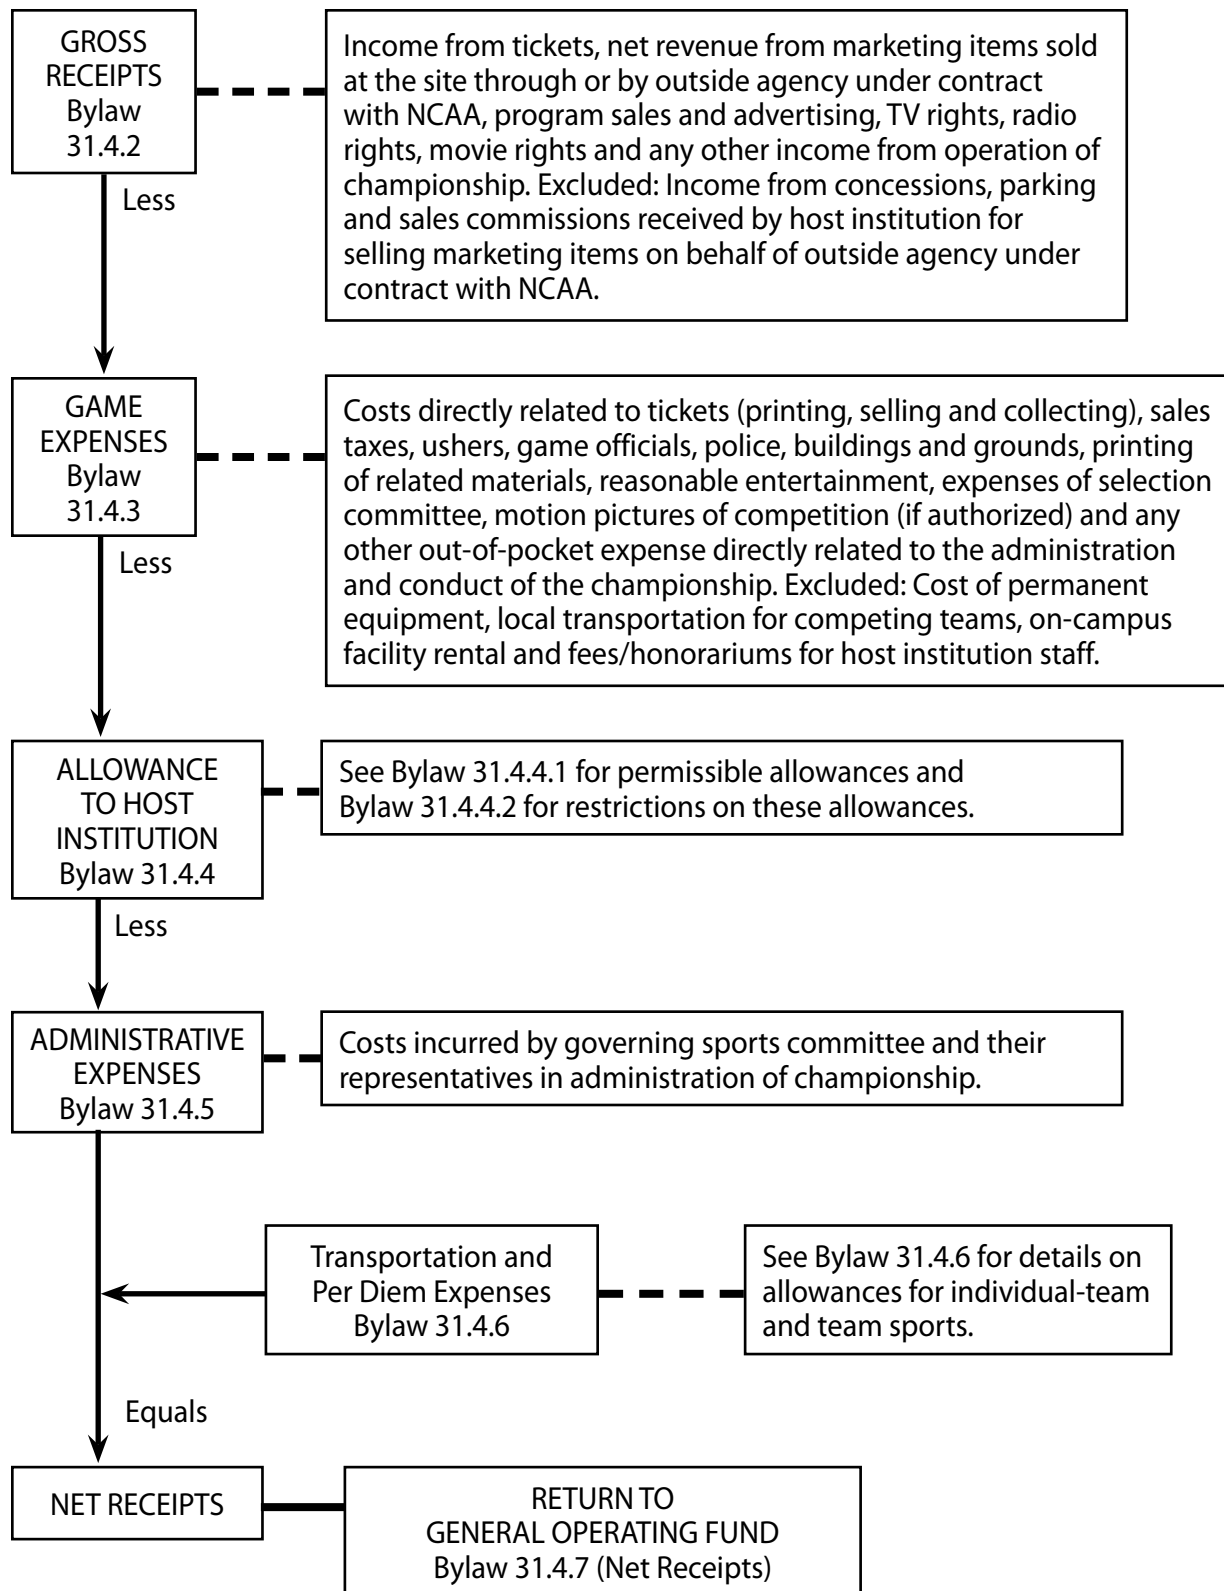 GROSS
RECEIPTS
Bylaw
31.4.2
Income from tickets, net revenue from marketing items sold
at the site through or by outside agency under contract
with NCAA, program sales and advertising, TV rights, radio
rights, movie rights and any other income from operation of
championship. Excluded: Income from concessions, parking
and sales commissions received by host institution for
selling marketing items on behalf of outside agency under
contract with NCAA.
Less
GAME
EXPENSES
Bylaw
31.4.3
Costs directly related to tickets (printing, selling and collecting), sales
taxes, ushers, game officials, police, buildings and grounds, printing
of related materials, reasonable entertainment, expenses of selection
committee, motion pictures of competition (if authorized) and any
other out-of-pocket expense directly related to the administration
and conduct of the championship. Excluded: Cost of permanent
equipment, local transportation for competing teams, on-campus
facility rental and fees/honorariums for host institution staff.
Less
ALLOWANCE
TO HOST
INSTITUTION
Bylaw 31.4.4
See Bylaw 31.4.4.1 for permissible allowances and
Bylaw 31.4.4.2 for restrictions on these allowances.
Less
ADMINISTRATIVE
EXPENSES
Bylaw 31.4.5
Costs incurred by governing sports committee and their
representatives in administration of championship.
Transportation and
Per Diem Expenses
Bylaw 31.4.6
See Bylaw 31.4.6 for details on
allowances for individual-team
and team sports.
Equals
NET RECEIPTS
RETURN TO
GENERAL OPERATING FUND
Bylaw 31.4.7 (Net Receipts)